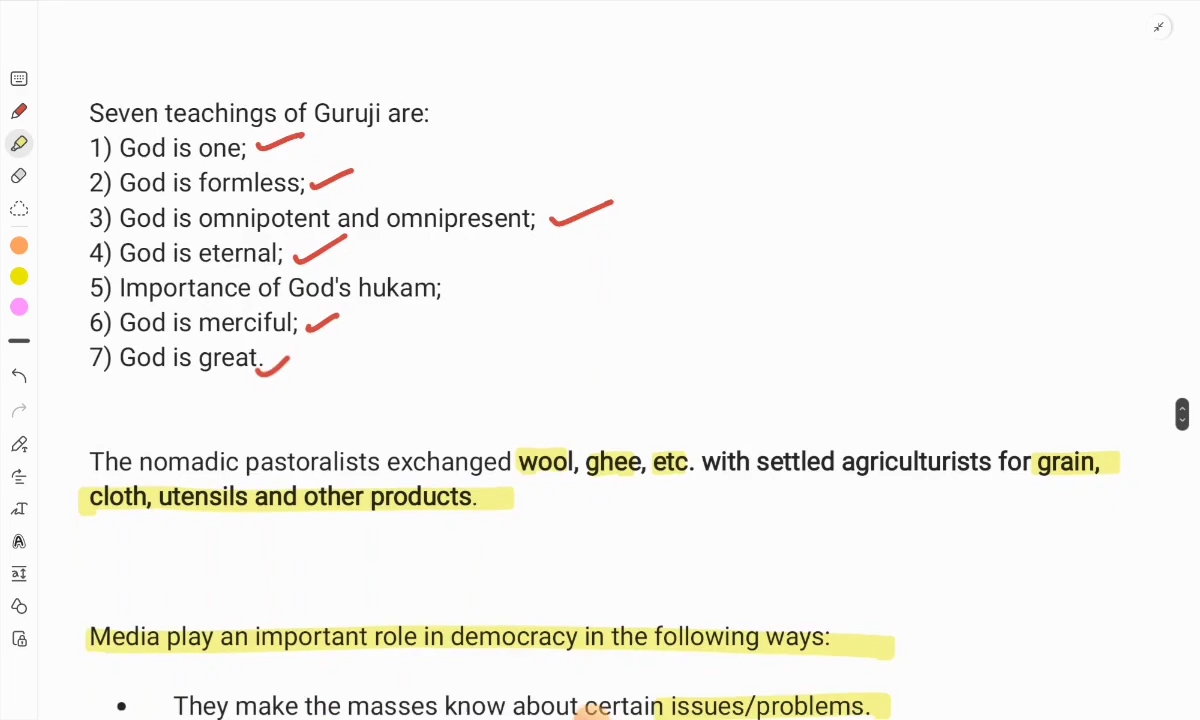 Seven teachings of Guruji are:
1) God is one;
2) God is formless;
3) God is omnipotent and omnipresent;
4) God is eternal;
5) Importance of God's hukam;
6) God is merciful;
7) God is great.
The nomadic pastoralists exchanged wool, ghee, etc. with settled agriculturists for grain,
cloth, utensils and other products.
Media play an important role in democracy in the following ways:
• They make the masses know about certain issues/problems.